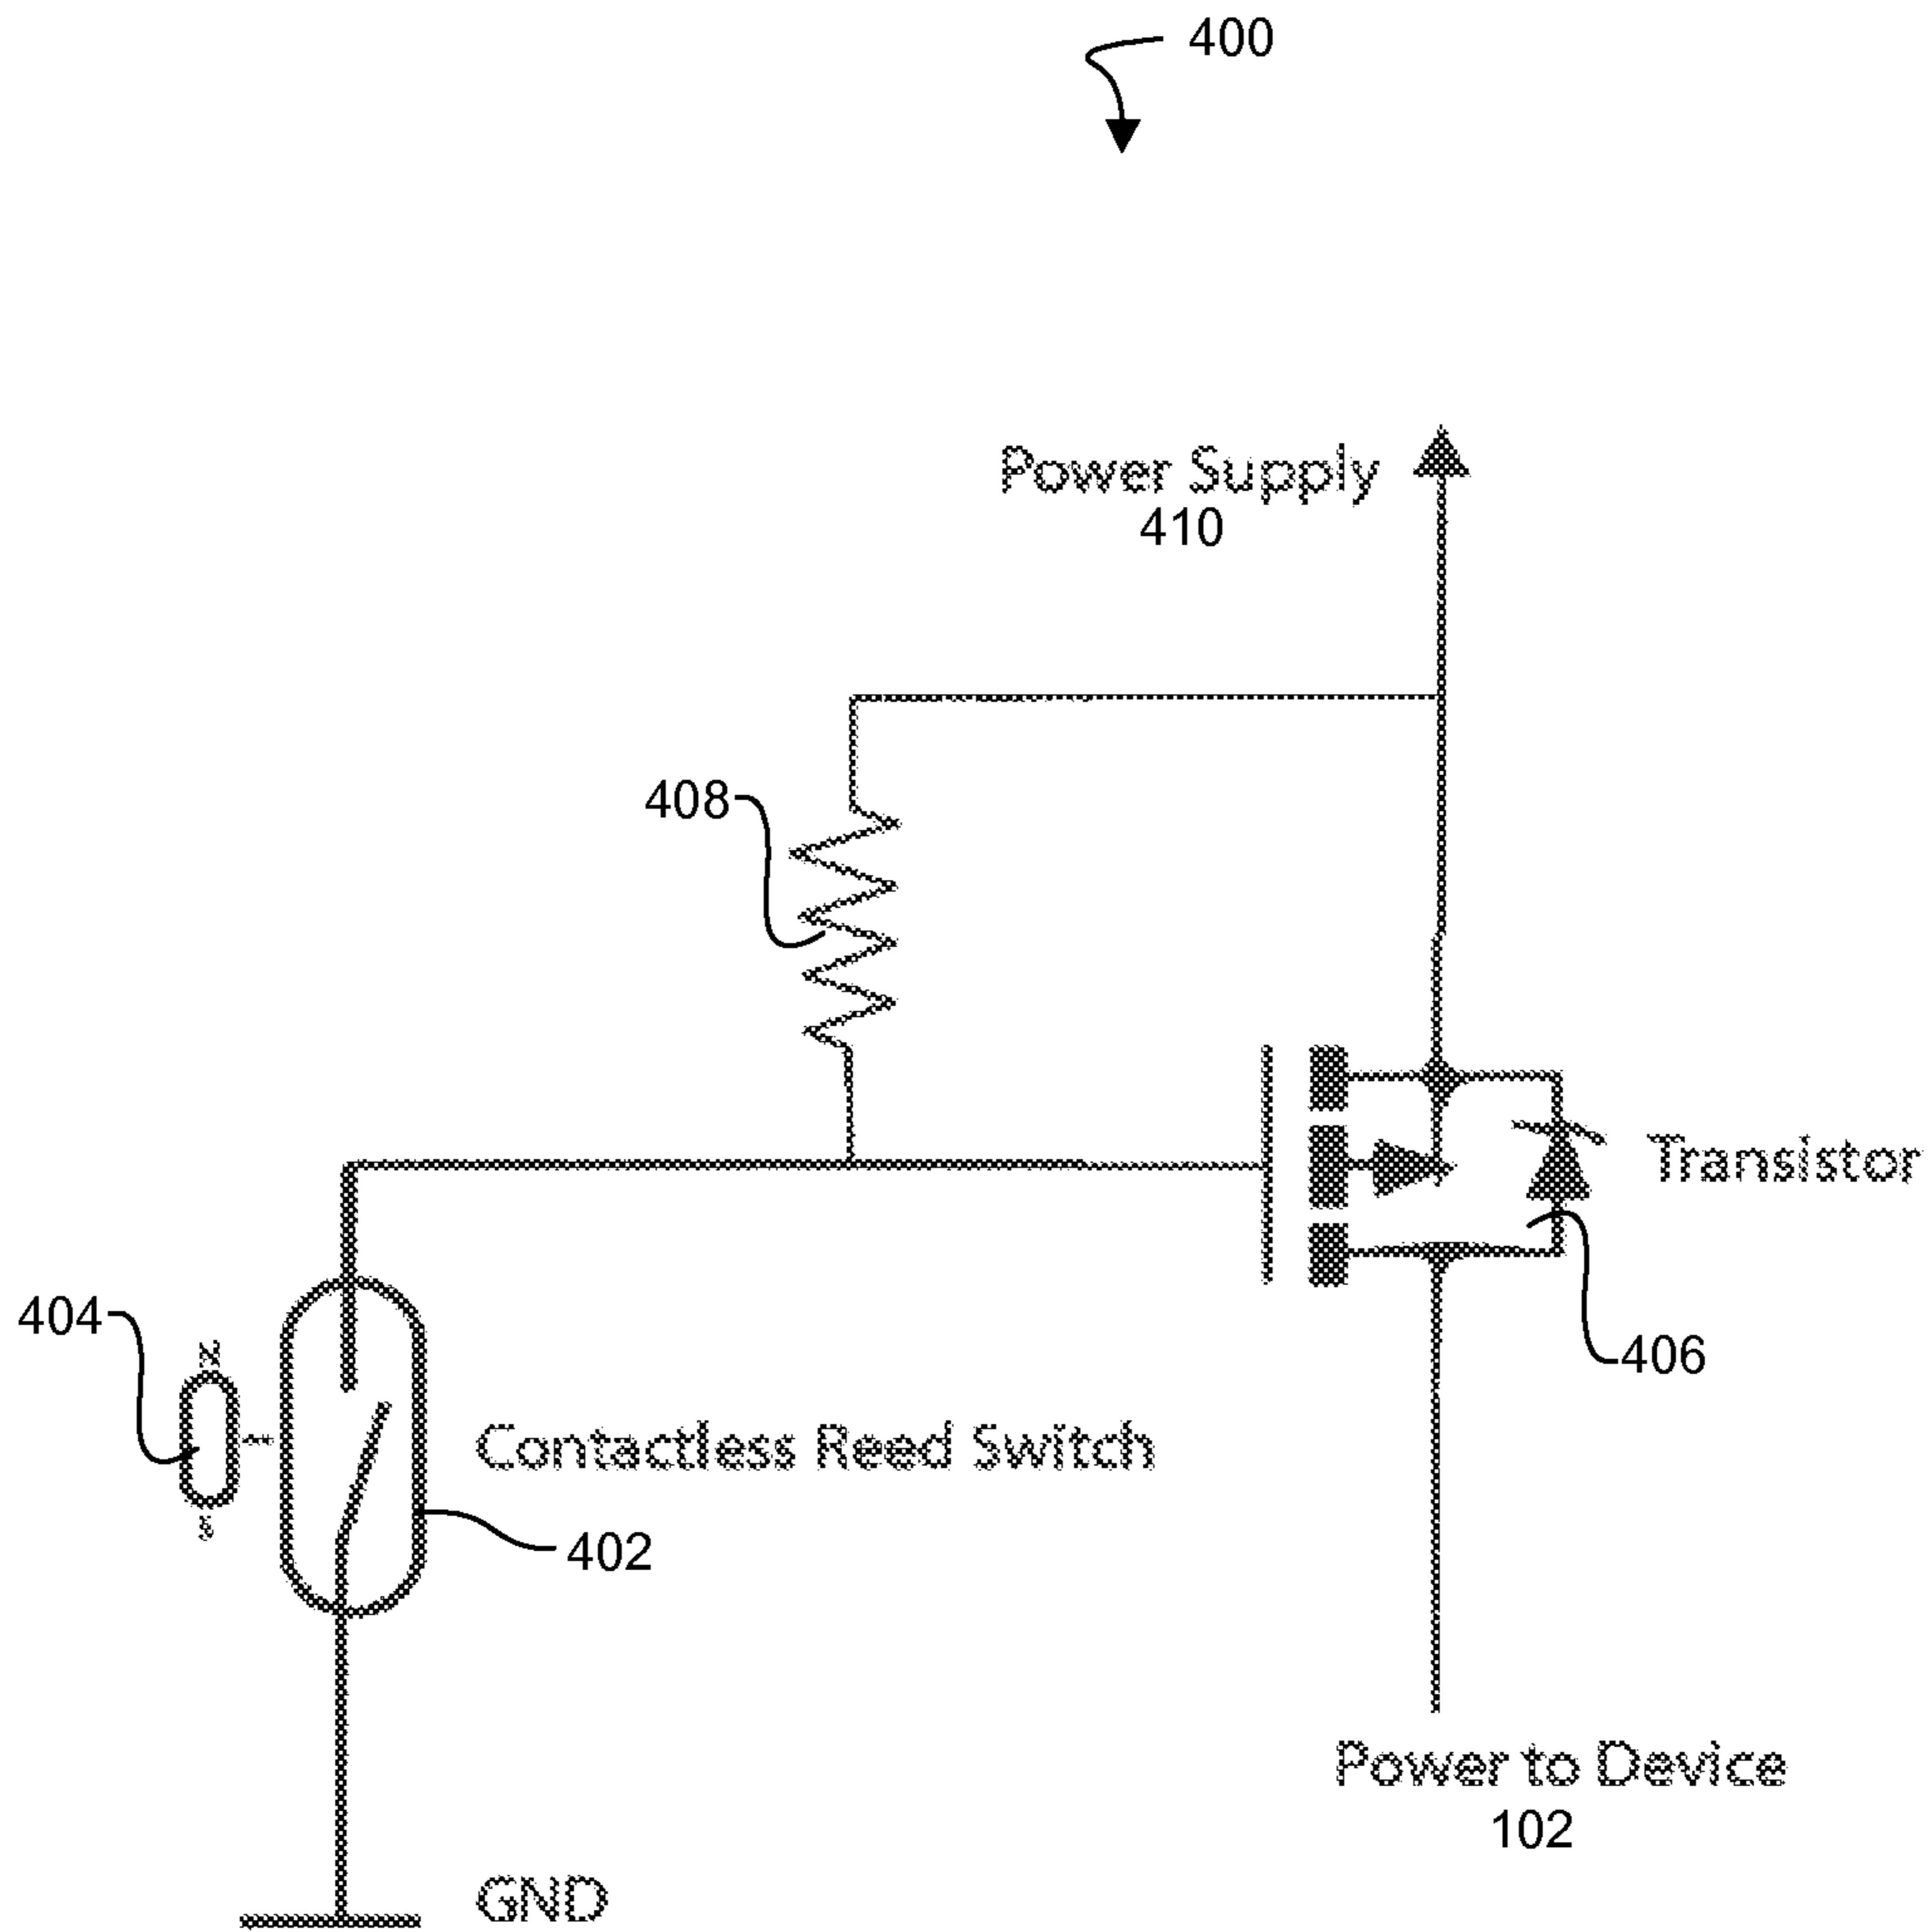 400
Power Supply
410
408
Transistor
404
N
406
Contactless Reed Switch
S
402
Power to Device
102
GND